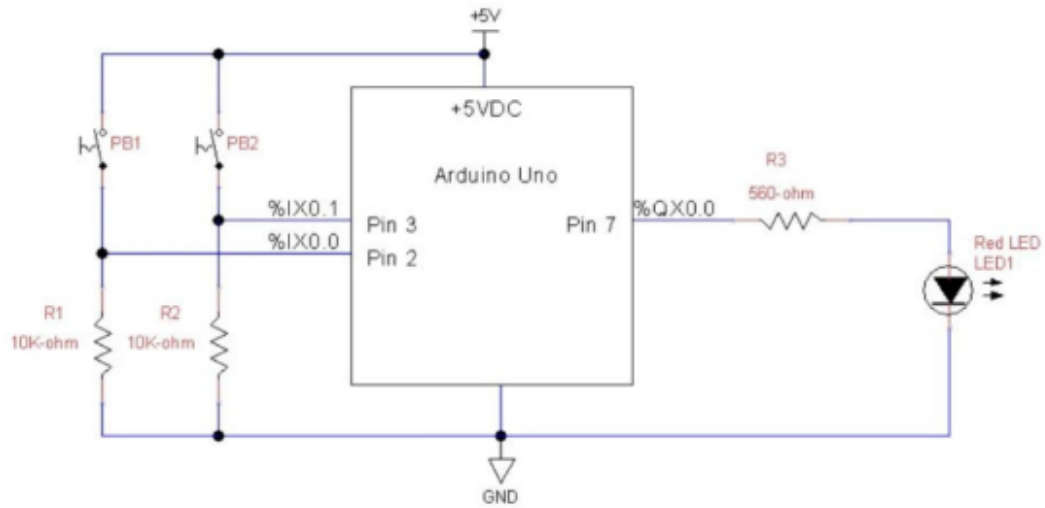 +5V
+5VDC
PB1
PB2
Arduino Uno
R3
560-ohm
%IX0.1
Pin 3
Pin 7
%QX0.0
%IX0.0
Pin 2
Red LED
LED1
R1
R2
10K-ohm
10K-ohm
GND